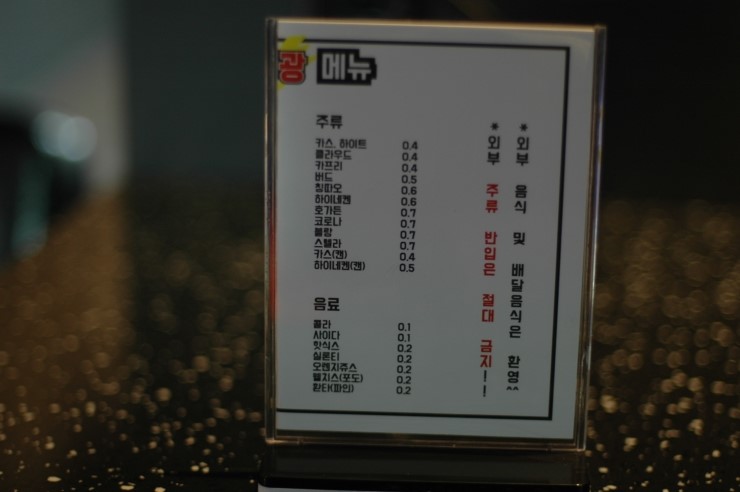 광 메뉴
주류
카스, 하이트 0.4
클라우드 0.4
카프리 0.4
버드 0.5
칭따오 0.6
하이네켄 0.6
호가든 0.7
코로나 0.7
블랑 0.7
스텔라 0.7
카스(캔) 0.4
하이네켄(캔) 0.5
음료
콜라 0.1
사이다 0.1
핫식스 0.2
실론티 0.2
오렌지쥬스 0.2
웰치스(포도) 0.2
환타(파인) 0.2
*외부 음식 및 배달음식은 환영^^
*외부 주류 반입은 절대 금지!!